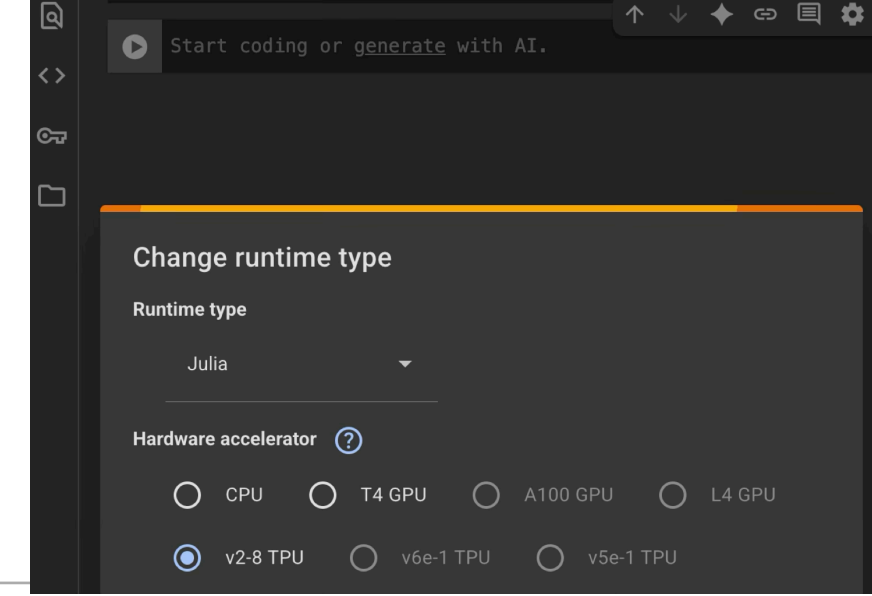 Start coding or generate with AI.
Change runtime type
Runtime type
Julia
Hardware accelerator ?
CPU T4 GPU A100 GPU L4 GPU
v2-8 TPU v6e-1 TPU v5e-1 TPU